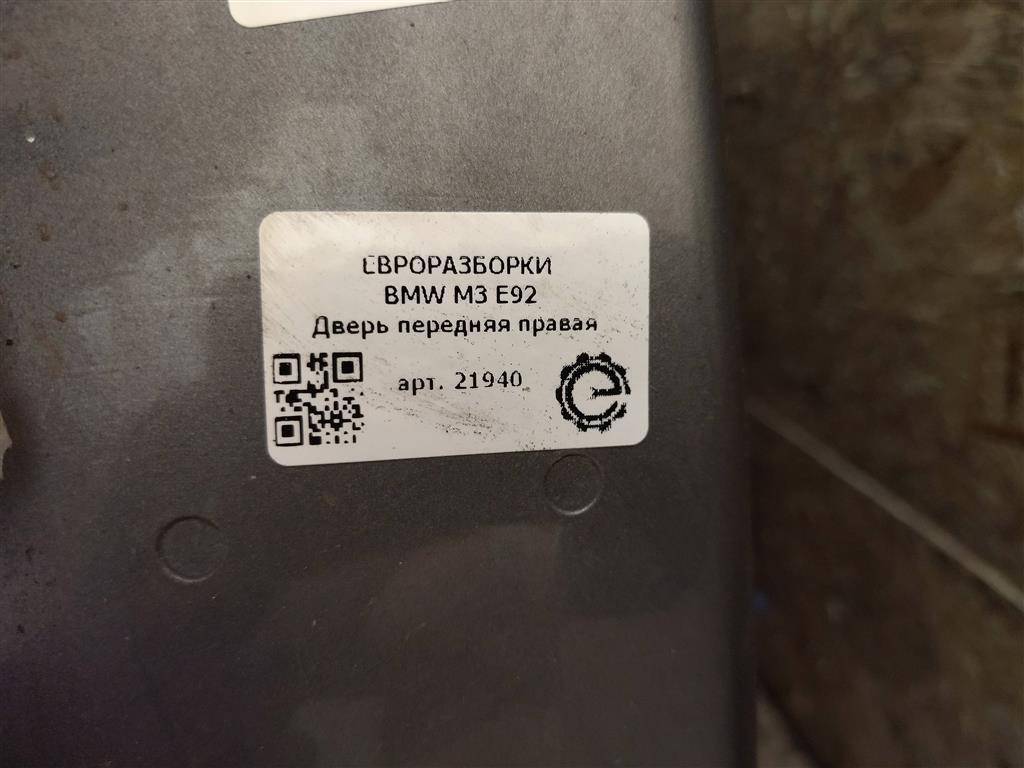 ЕВРОРАЗБОРКИ
BMW M3 E92
Дверь передняя правая
арт. 21940